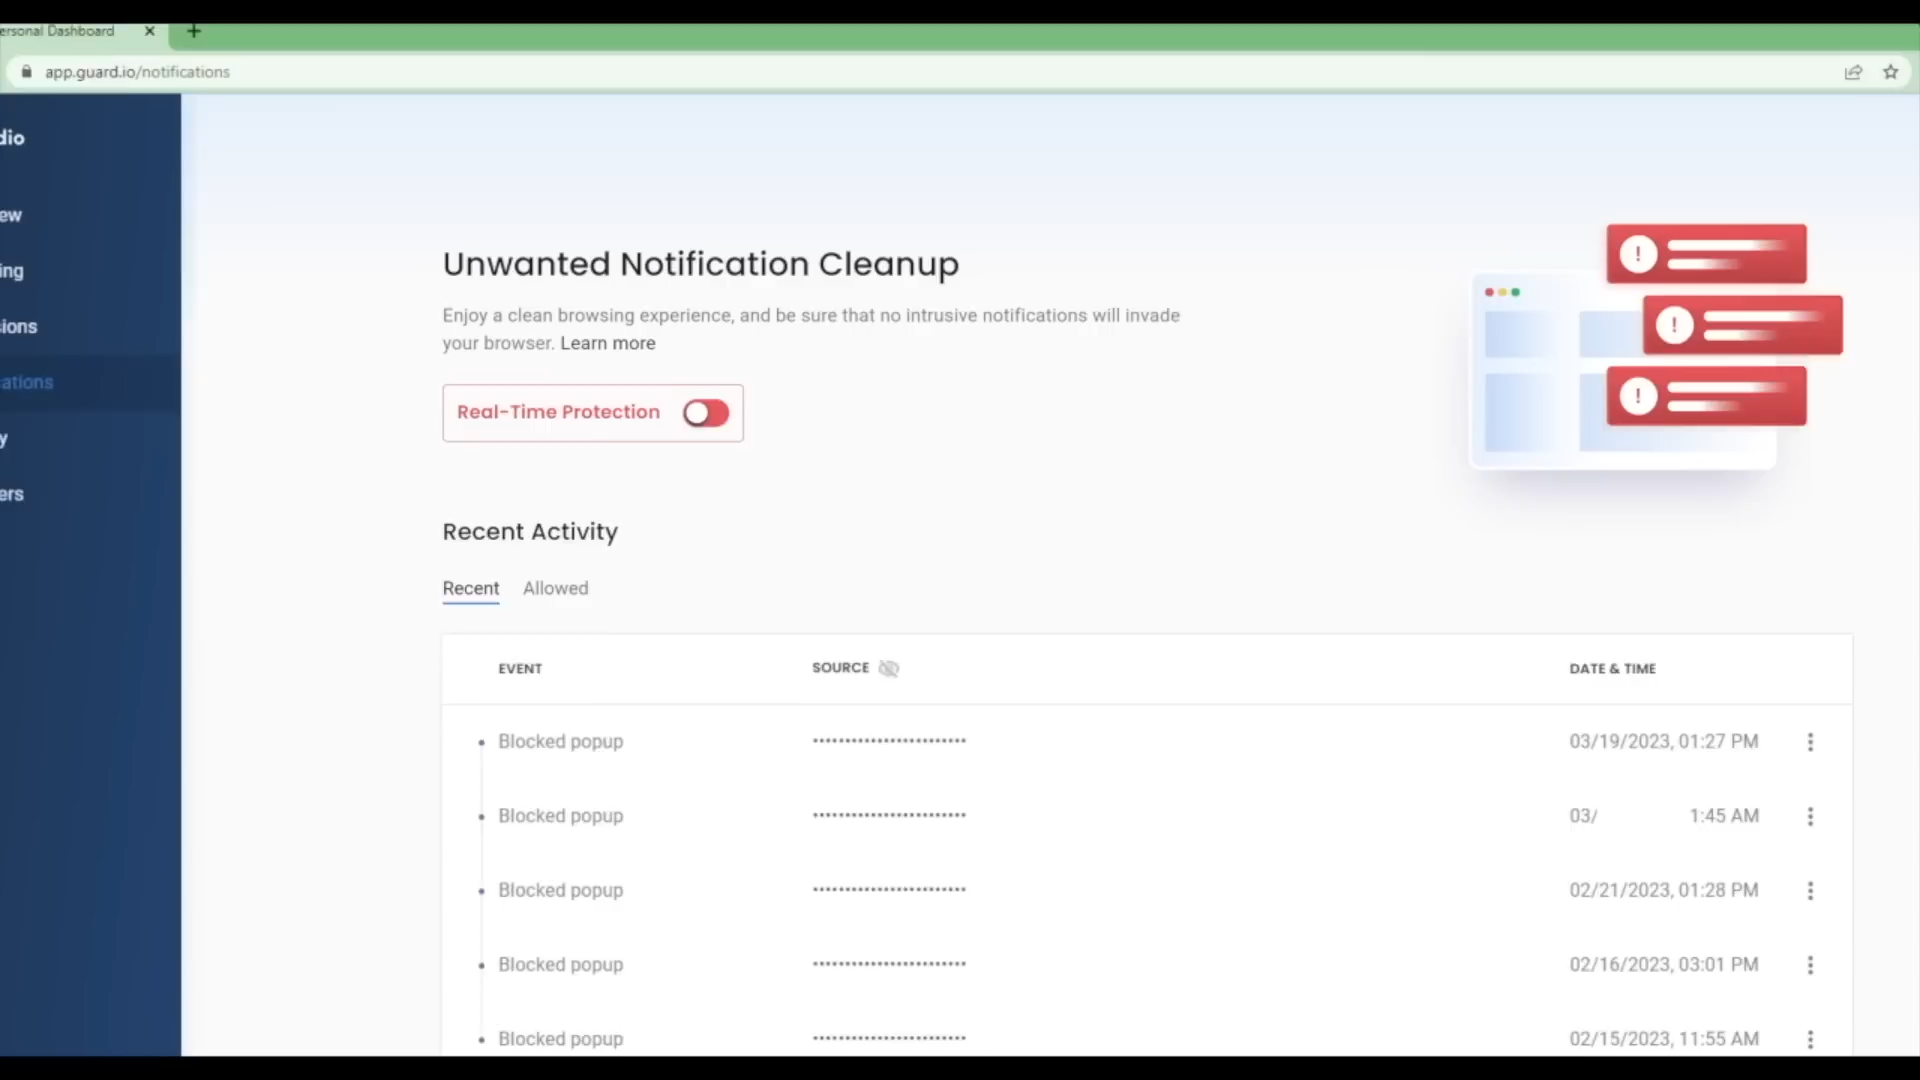 ersonal Dashboard
app.guard.io/notifications
dio
ew
ing
ions
ations
y
ers
Unwanted Notification Cleanup
Enjoy a clean browsing experience, and be sure that no intrusive notifications will invade
your browser. Learn more
Real-Time Protection
Recent Activity
Recent Allowed
EVENT SOURCE DATE & TIME
Blocked popup ························ 03/19/2023, 01:27 PM
Blocked popup ························ 03/ 1:45 AM
Blocked popup ························ 02/21/2023, 01:28 PM
Blocked popup ························ 02/16/2023, 03:01 PM
Blocked popup ························ 02/15/2023, 11:55 AM